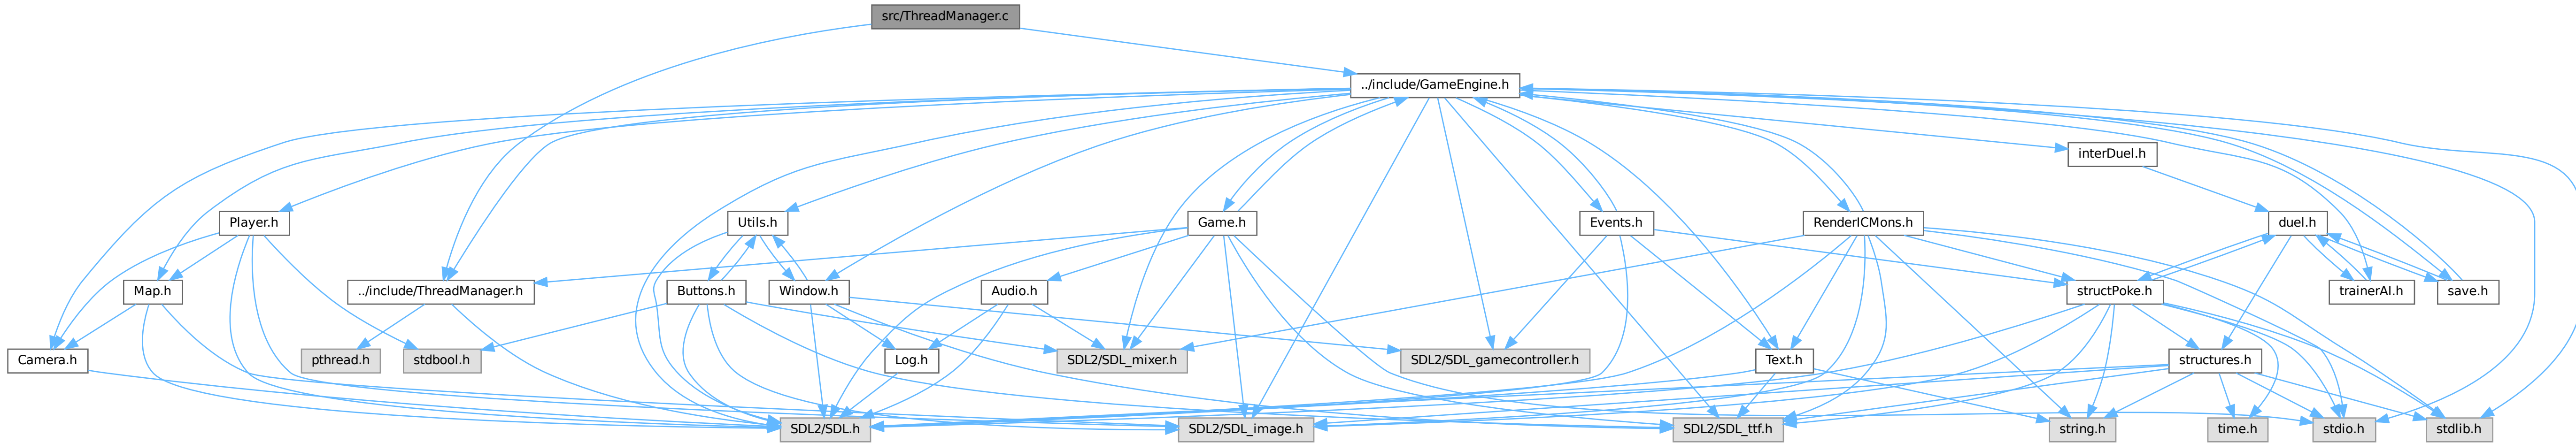 src/ThreadManager.c
../include/GameEngine.h
interDuel.h
Player.h
Utils.h
Game.h
Events.h
RenderICMons.h
duel.h
Map.h
../include/ThreadManager.h
Buttons.h
Window.h
Audio.h
structPoke.h
trainerAI.h
save.h
Camera.h
pthread.h
stdbool.h
Log.h
SDL2/SDL_mixer.h
SDL2/SDL_gamecontroller.h
Text.h
structures.h
SDL2/SDL.h
SDL2/SDL_image.h
SDL2/SDL_ttf.h
string.h
time.h
stdio.h
stdlib.h